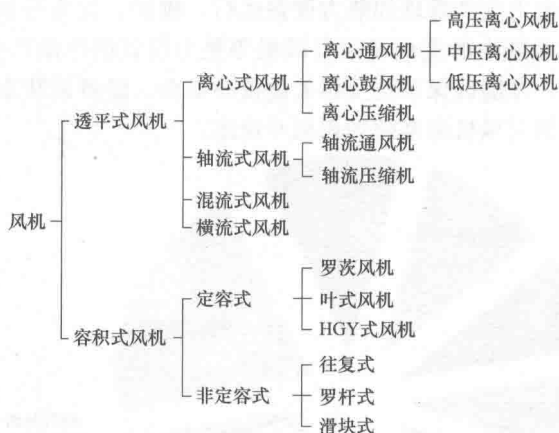 高压离心风机
离心通风机
中压离心风机
离心式风机
离心鼓风机
低压离心风机
离心压缩机
透平式风机
轴流通风机
轴流式风机
轴流压缩机
混流式风机
横流式风机
风机
罗茨风机
定容式
叶式风机
HGY式风机
容积式风机
往复式
非定容式
罗杆式
滑块式